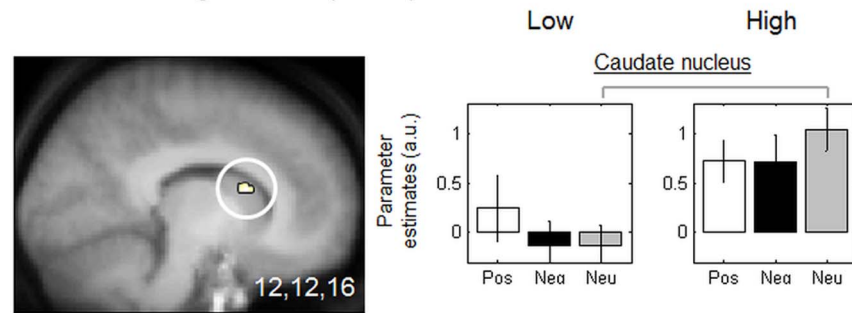 Low High
Caudate nucleus
Parameter
estimates (a.u.)
1
0.5
0
Pos Neg Neu
1
0.5
0
Pos Neg Neu
12,12,16